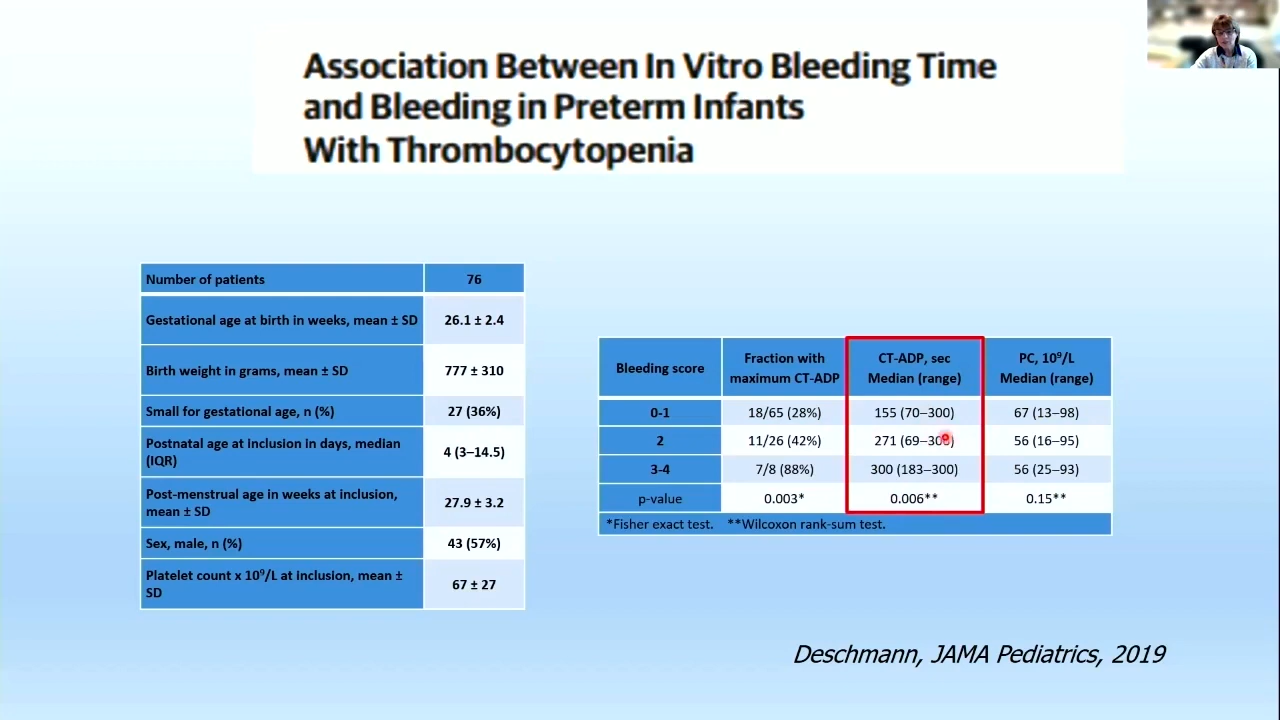 Association Between In Vitro Bleeding Time
and Bleeding in Preterm Infants
With Thrombocytopenia
Number of patients 76
Gestational age at birth in weeks, mean ± SD 26.1 ± 2.4
Birth weight in grams, mean ± SD 777 ± 310
Small for gestational age, n (%) 27 (36%)
Postnatal age at inclusion in days, median
(IQR) 4 (3–14.5)
Post-menstrual age in weeks at inclusion,
mean ± SD 27.9 ± 3.2
Sex, male, n (%) 43 (57%)
Platelet count x 10⁹/L at inclusion, mean ±
SD 67 ± 27
Bleeding score Fraction with maximum CT-ADP CT-ADP, sec Median (range) PC, 10⁹/L Median (range)
0-1 18/65 (28%) 155 (70–300) 67 (13–98)
2 11/26 (42%) 271 (69–300) 56 (16–95)
3-4 7/8 (88%) 300 (183–300) 56 (25–93)
p-value 0.003* 0.006** 0.15**
*Fisher exact test. **Wilcoxon rank-sum test.
Deschmann, JAMA Pediatrics, 2019